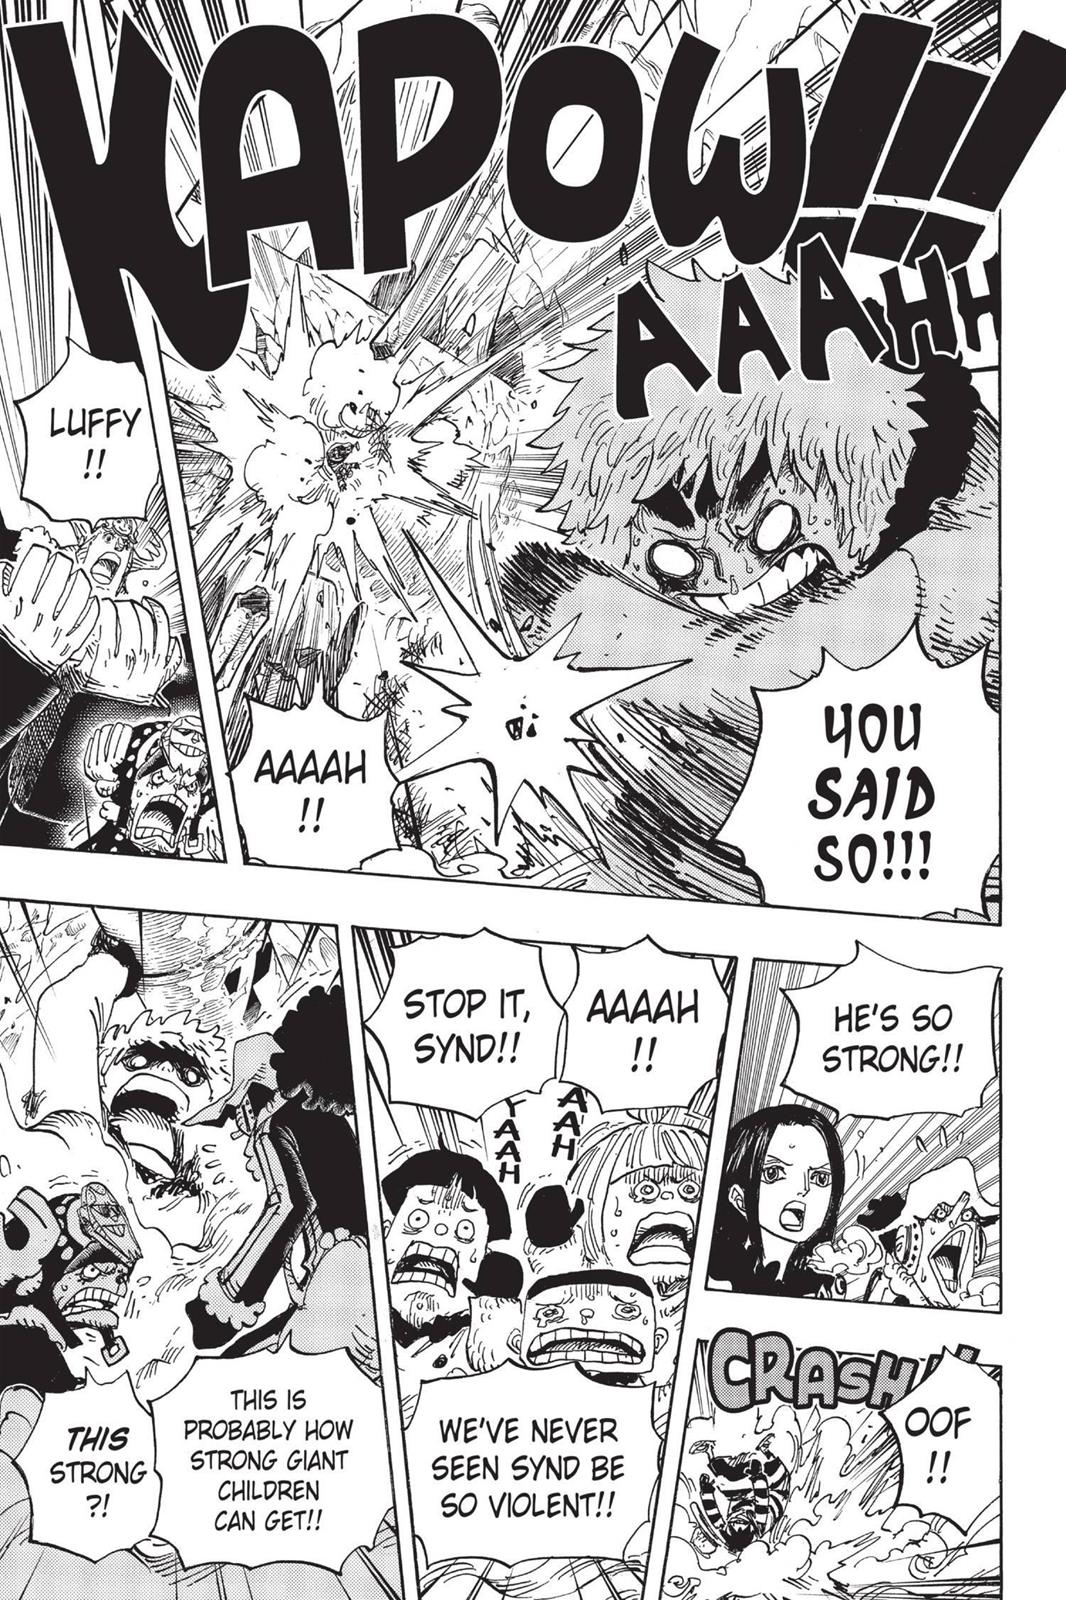 KAPOW!!!
AAAAHH
YOU
SAID
SO!!!
AAAAH
!!
LUFFY
!!
HE'S SO
STRONG!!
CRASH
OOF
!!
AAAAH
!!
STOP IT,
SYND!!
AAH
YAAH
WE'VE NEVER
SEEN SYND BE
SO VIOLENT!!
THIS IS
PROBABLY HOW
STRONG GIANT
CHILDREN
CAN GET!!
THIS
STRONG
?!